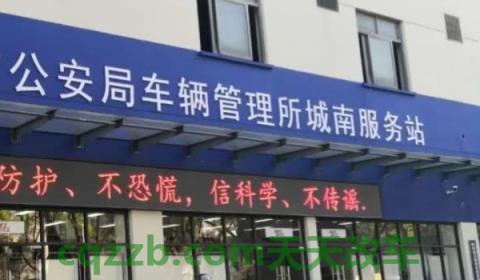 公安局车辆管理所城南服务站
防护、不恐慌，信科学、不传谣.
cqzzb.com天天改车